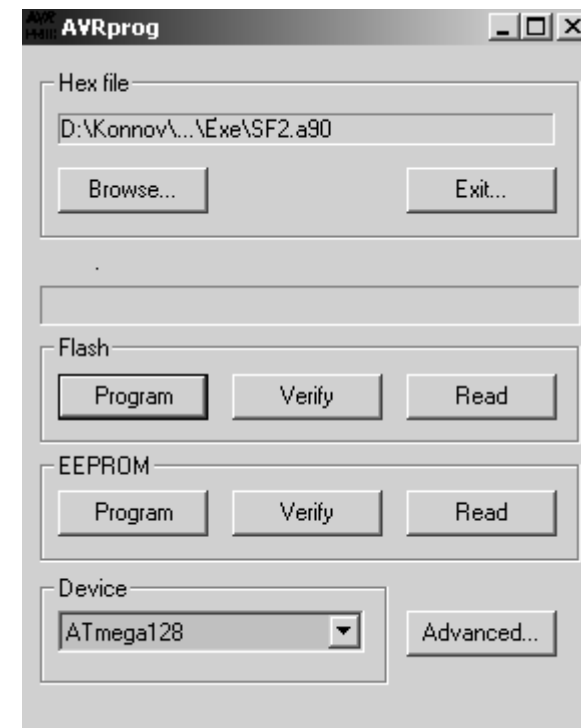 AVRprog
Hex file
D:\Konnov\...\Exe\SF2.a90
Browse... Exit...
.
Flash
Program Verify Read
EEPROM
Program Verify Read
Device
ATmega128 Advanced...